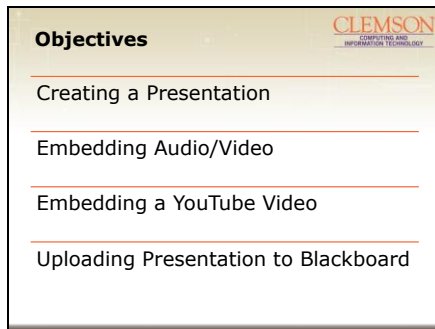 CLEMSON
COMPUTING AND
INFORMATION TECHNOLOGY
Objectives
Creating a Presentation
Embedding Audio/Video
Embedding a YouTube Video
Uploading Presentation to Blackboard